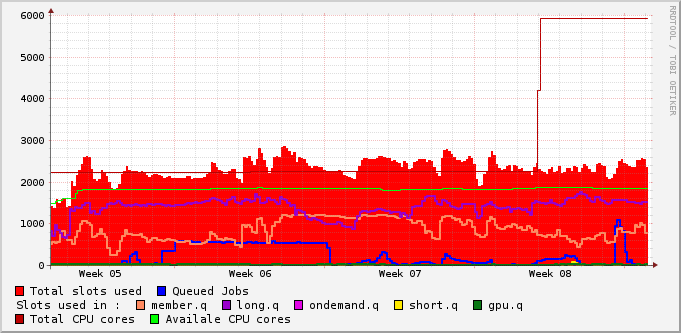 RRDTOOL / TOBI OETIKER
6000
5000
4000
3000
2000
1000
0
Week 05 Week 06 Week 07 Week 08
Total slots used Queued Jobs
Slots used in : member.q long.q ondemand.q short.q gpu.q
Total CPU cores Availale CPU cores